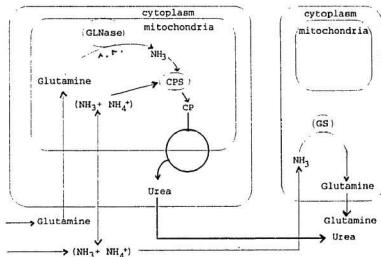 cytoplasm
mitochondria
(GLNase)
NH₃
Glutamine
(NH₃+ NH₄⁺)
CPS
CP
Urea
Glutamine
(NH₃+ NH₄⁺)
cytoplasm
mitochondria
(GS)
NH₃
Glutamine
Glutamine
Urea